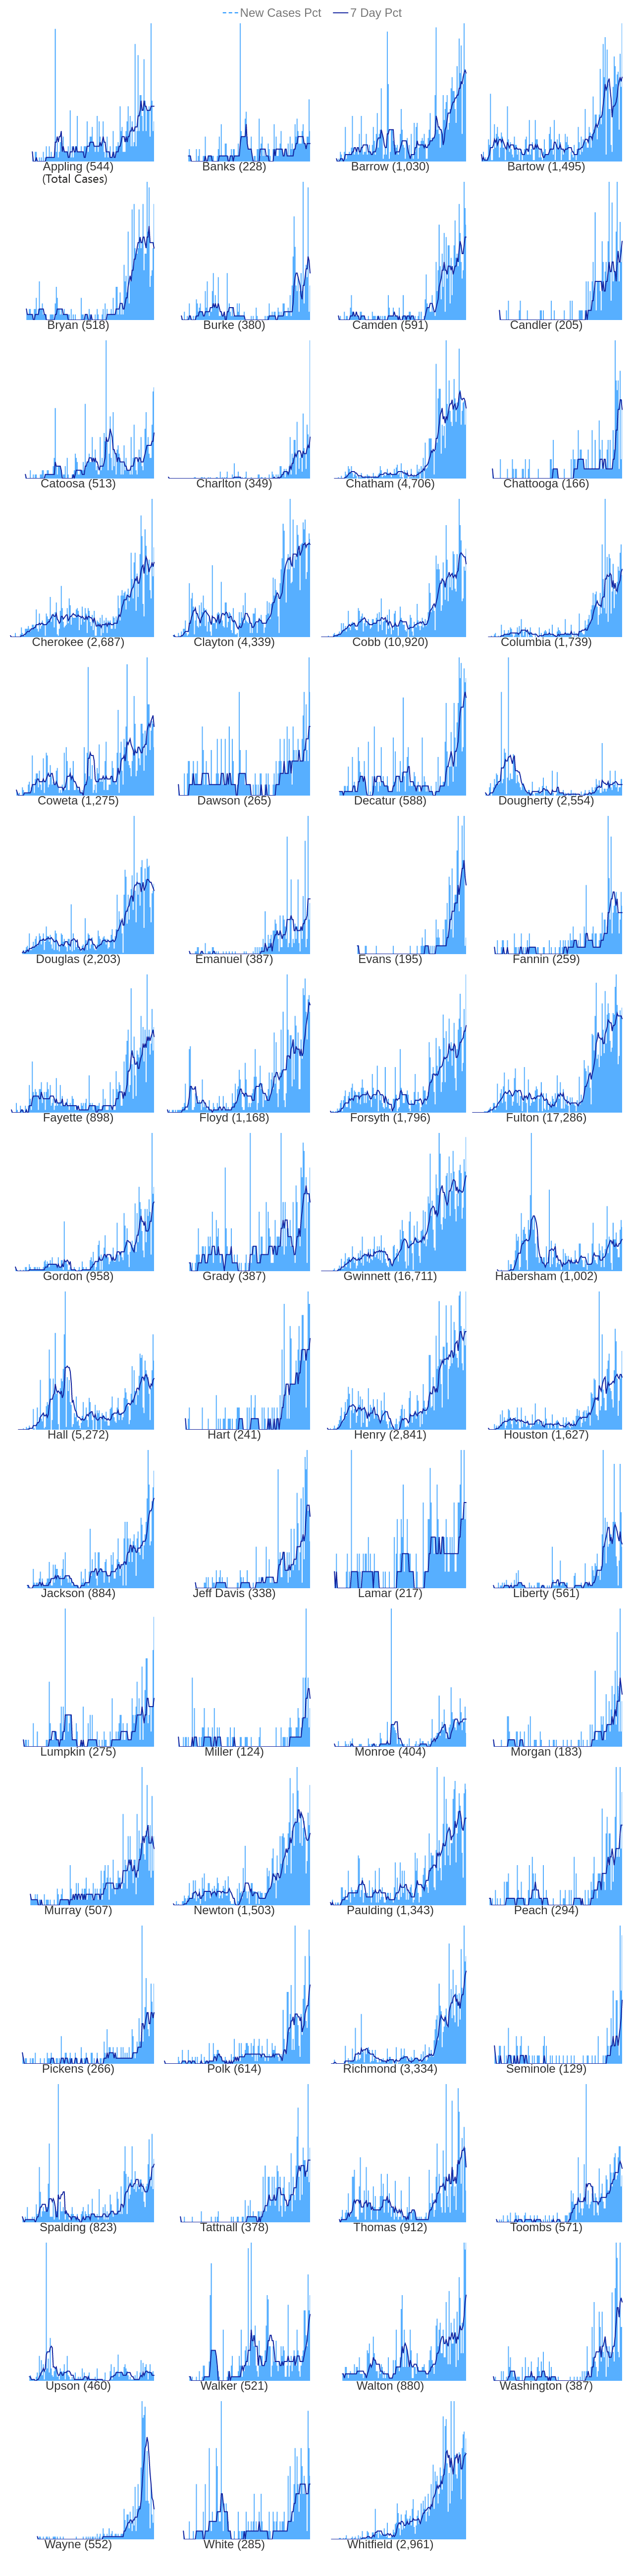 New Cases Pct 7 Day Pct
Appling (544) Banks (228) Barrow (1,030) Bartow (1,495)
(Total Cases)
Bryan (518) Burke (380) Camden (591) Candler (205)
Catoosa (513) Charlton (349) Chatham (4,706) Chattooga (166)
Cherokee (2,687) Clayton (4,339) Cobb (10,920) Columbia (1,739)
Coweta (1,275) Dawson (265) Decatur (588) Dougherty (2,554)
Douglas (2,203) Emanuel (387) Evans (195) Fannin (259)
Fayette (898) Floyd (1,168) Forsyth (1,796) Fulton (17,286)
Gordon (958) Grady (387) Gwinnett (16,711) Habersham (1,002)
Hall (5,272) Hart (241) Henry (2,841) Houston (1,627)
Jackson (884) Jeff Davis (338) Lamar (217) Liberty (561)
Lumpkin (275) Miller (124) Monroe (404) Morgan (183)
Murray (507) Newton (1,503) Paulding (1,343) Peach (294)
Pickens (266) Polk (614) Richmond (3,334) Seminole (129)
Spalding (823) Tattnall (378) Thomas (912) Toombs (571)
Upson (460) Walker (521) Walton (880) Washington (387)
Wayne (552) White (285) Whitfield (2,961)